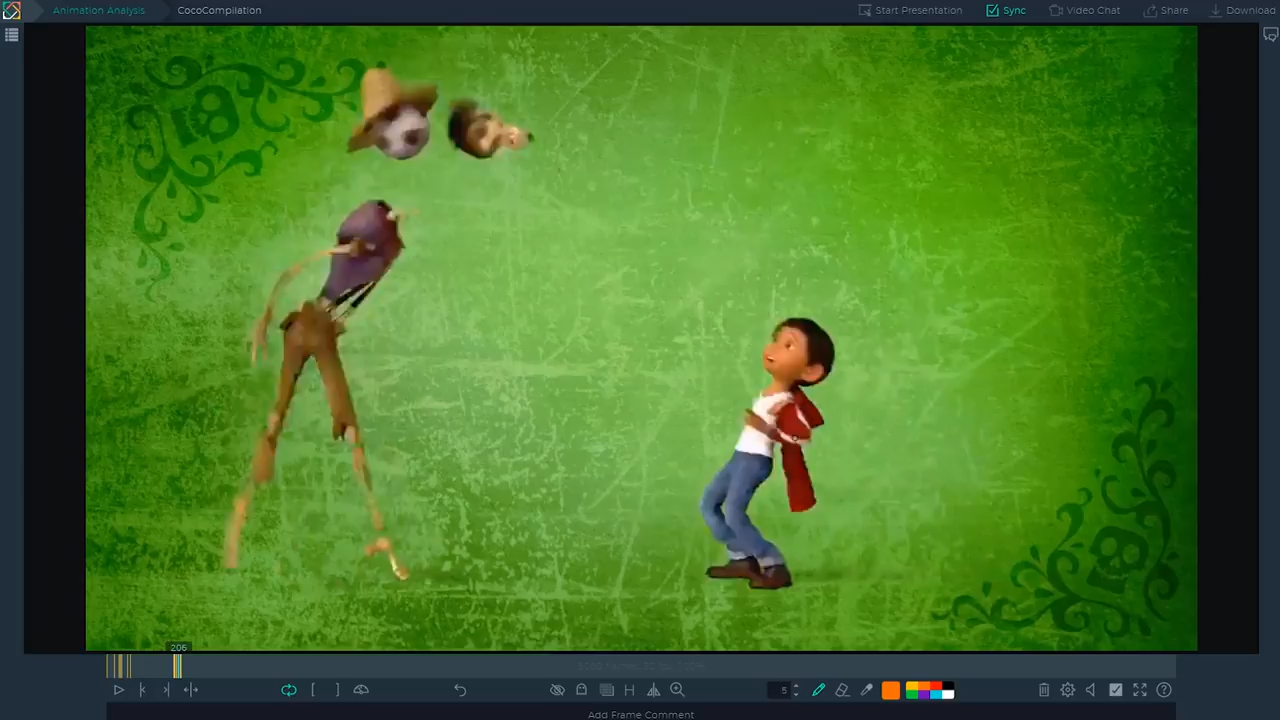 Animation Analysis CocoCompilation Start Presentation Sync Video Chat Share Download
206
5
Add Frame Comment